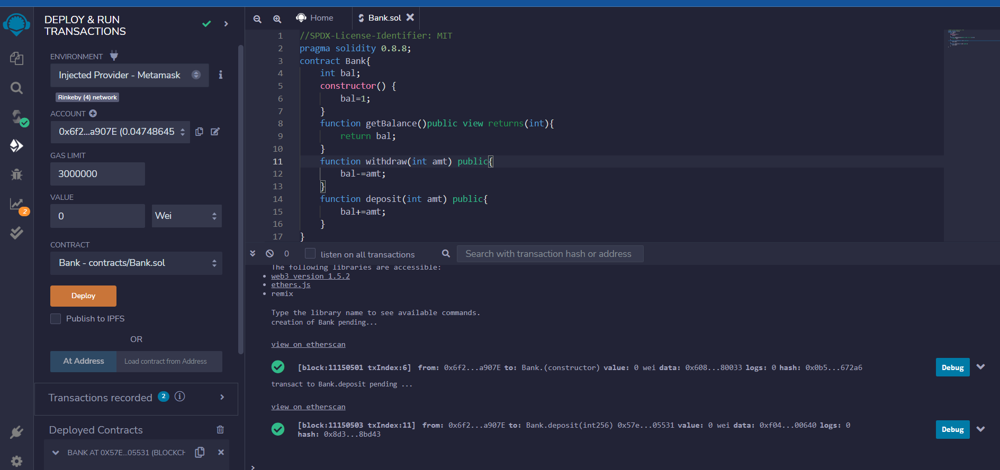 DEPLOY & RUN
TRANSACTIONS
ENVIRONMENT
Injected Provider - Metamask
Rinkeby (4) network
ACCOUNT
0x6f2...a907E (0.04748645
GAS LIMIT
3000000
VALUE
0
Wei
CONTRACT
Bank - contracts/Bank.sol
Deploy
Publish to IPFS
OR
At Address
Load contract from Address
Transactions recorded 2
Deployed Contracts
BANK AT 0X57E...05531 (BLOCKCH
2
Home
Bank.sol
1 //SPDX-License-Identifier: MIT
2 pragma solidity 0.8.8;
3 contract Bank{
4 int bal;
5 constructor() {
6 bal=1;
7 }
8 function getBalance()public view returns(int){
9 return bal;
10 }
11 function withdraw(int amt) public{
12 bal-=amt;
13 }
14 function deposit(int amt) public{
15 bal+=amt;
16 }
17 }
0
listen on all transactions
Search with transaction hash or address
The following libraries are accessible:
• web3 version 1.5.2
• ethers.js
• remix
Type the library name to see available commands.
creation of Bank pending...
view on etherscan
[block:11150501 txIndex:6] from: 0x6f2...a907E to: Bank.(constructor) value: 0 wei data: 0x608...80033 logs: 0 hash: 0x0b5...672a6
Debug
transact to Bank.deposit pending ...
view on etherscan
[block:11150503 txIndex:11] from: 0x6f2...a907E to: Bank.deposit(int256) 0x57e...05531 value: 0 wei data: 0xf04...00640 logs: 0
hash: 0x8d3...8bd43
Debug
>